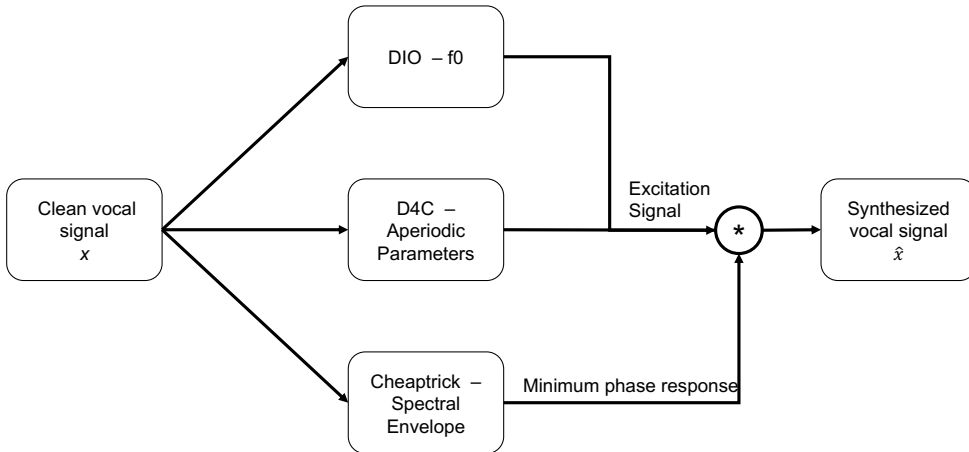 DIO – f0
Clean vocal
signal
x
D4C –
Aperiodic
Parameters
Excitation
Signal
*
Synthesized
vocal signal
x̂
Cheaptrick –
Spectral
Envelope
Minimum phase response